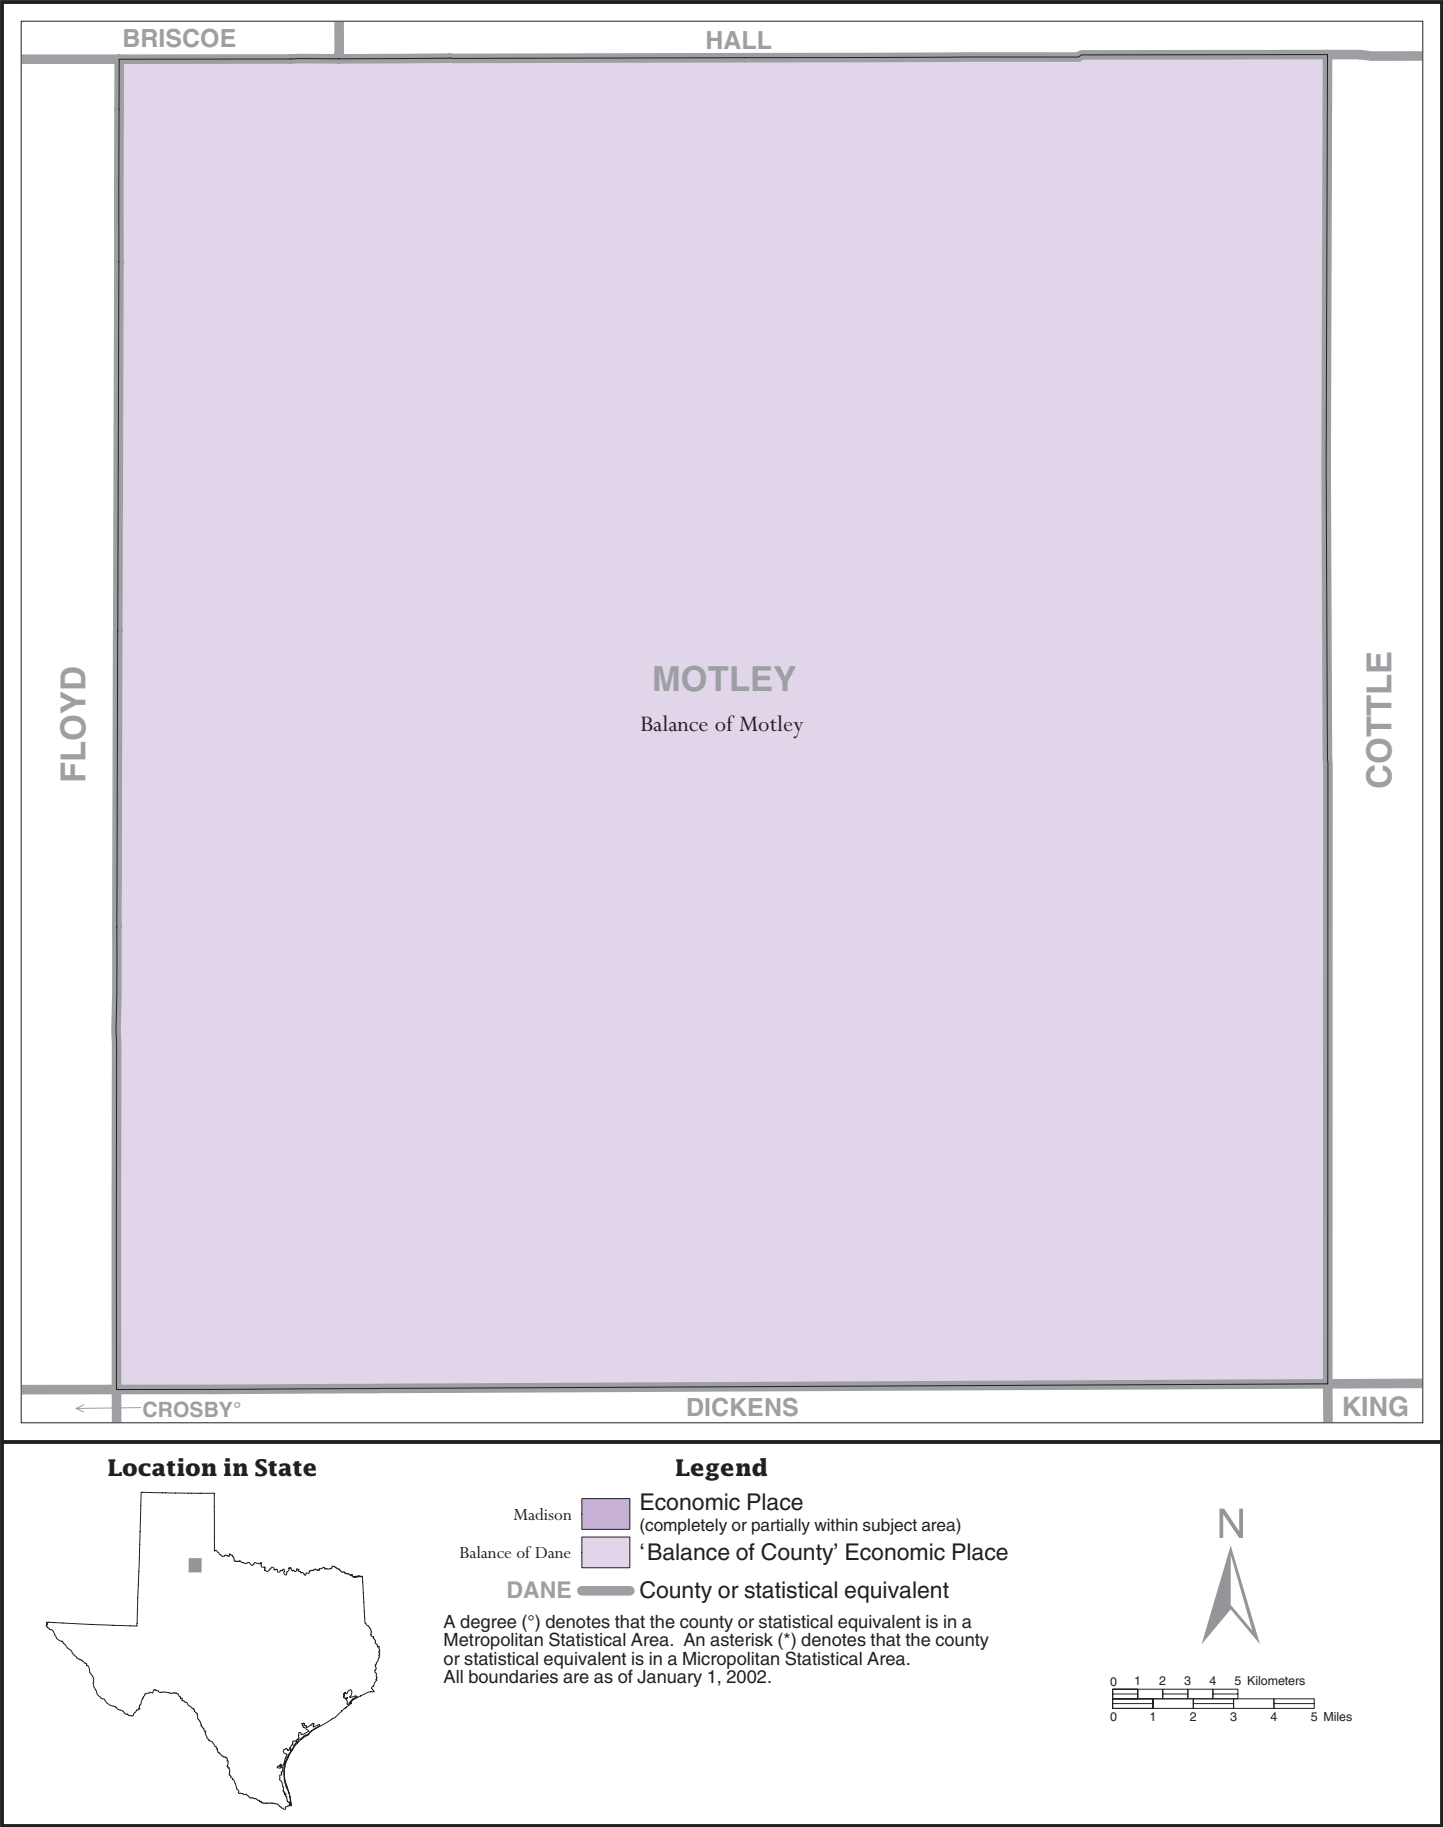 BRISCOE
HALL
FLOYD
MOTLEY
Balance of Motley
COTTLE
CROSBY°
DICKENS
KING
Location in State
Legend
Madison
Economic Place
(completely or partially within subject area)
Balance of Dane
‘Balance of County’ Economic Place
DANE
County or statistical equivalent
A degree (°) denotes that the county or statistical equivalent is in a
Metropolitan Statistical Area. An asterisk (*) denotes that the county
or statistical equivalent is in a Micropolitan Statistical Area.
All boundaries are as of January 1, 2002.
N
0 1 2 3 4 5 Kilometers
0 1 2 3 4 5 Miles